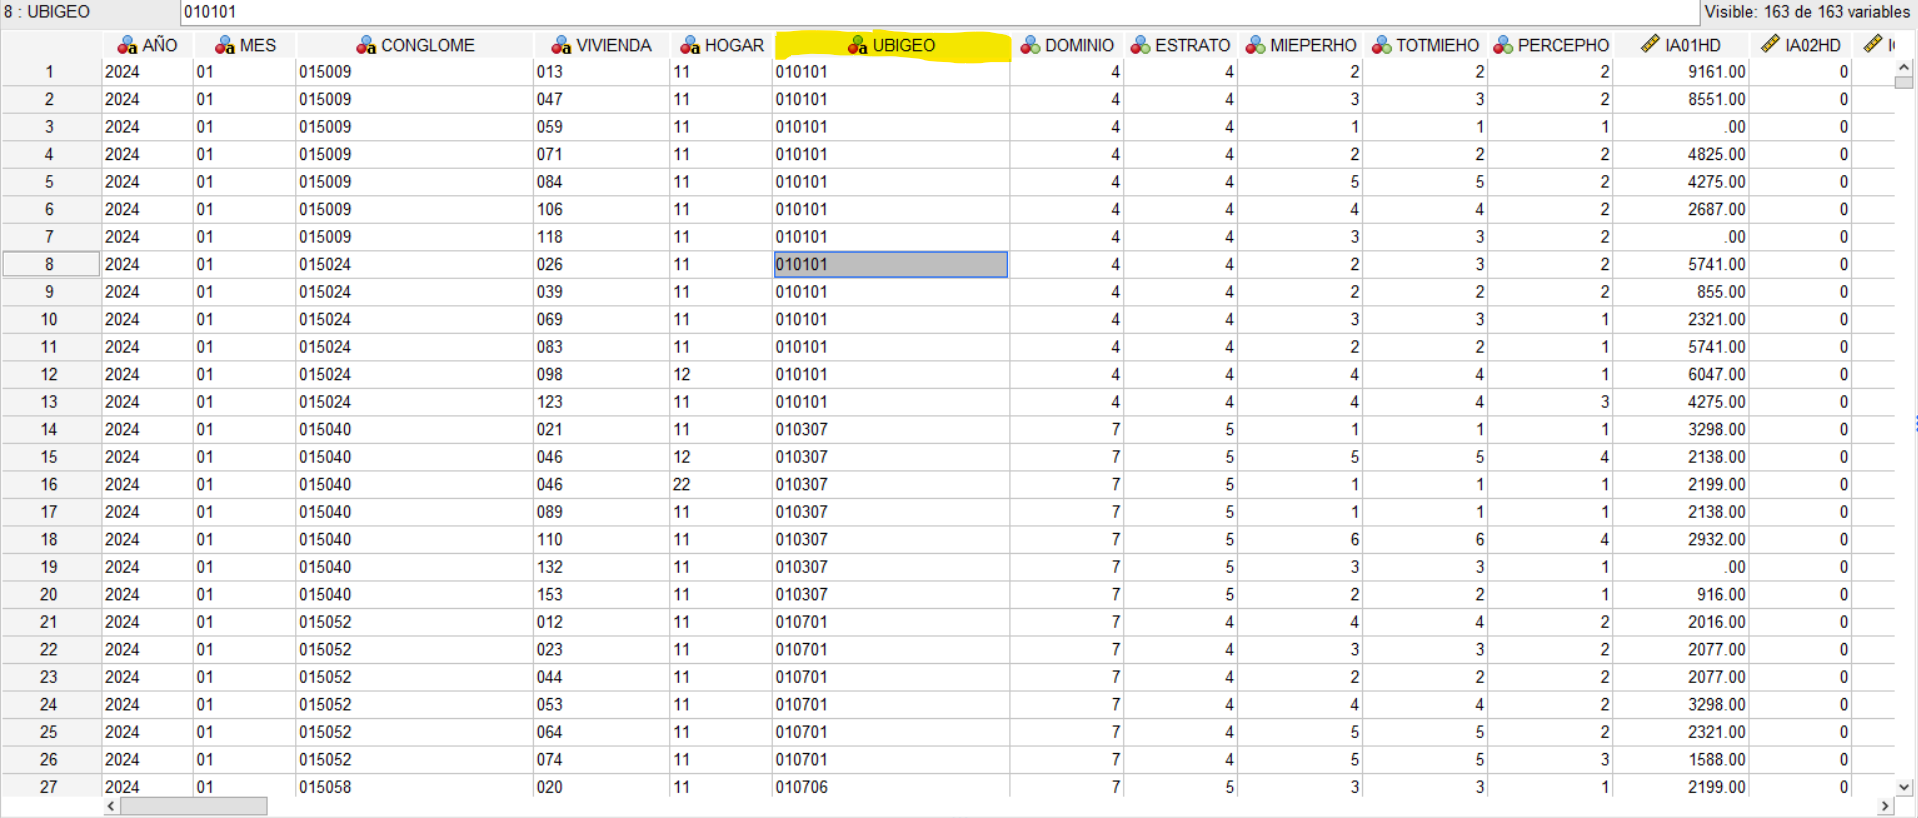 8 : UBIGEO 010101 Visible: 163 de 163 variables
AÑO MES CONGLOME VIVIENDA HOGAR UBIGEO DOMINIO ESTRATO MIEPERHO TOTMIEHO PERCEPHO IA01HD IA02HD
1 2024 01 015009 013 11 010101 4 4 2 2 2 9161.00 0
2 2024 01 015009 047 11 010101 4 4 3 3 2 8551.00 0
3 2024 01 015009 059 11 010101 4 4 1 1 1 .00 0
4 2024 01 015009 071 11 010101 4 4 2 2 2 4825.00 0
5 2024 01 015009 084 11 010101 4 4 5 5 2 4275.00 0
6 2024 01 015009 106 11 010101 4 4 4 4 2 2687.00 0
7 2024 01 015009 118 11 010101 4 4 3 3 2 .00 0
8 2024 01 015024 026 11 010101 4 4 2 3 2 5741.00 0
9 2024 01 015024 039 11 010101 4 4 2 2 2 855.00 0
10 2024 01 015024 069 11 010101 4 4 3 3 1 2321.00 0
11 2024 01 015024 083 11 010101 4 4 2 2 1 5741.00 0
12 2024 01 015024 098 12 010101 4 4 4 4 1 6047.00 0
13 2024 01 015024 123 11 010101 4 4 4 4 3 4275.00 0
14 2024 01 015040 021 11 010307 7 5 1 1 1 3298.00 0
15 2024 01 015040 046 12 010307 7 5 5 5 4 2138.00 0
16 2024 01 015040 046 22 010307 7 5 1 1 1 2199.00 0
17 2024 01 015040 089 11 010307 7 5 1 1 1 2138.00 0
18 2024 01 015040 110 11 010307 7 5 6 6 4 2932.00 0
19 2024 01 015040 132 11 010307 7 5 3 3 1 .00 0
20 2024 01 015040 153 11 010307 7 5 2 2 1 916.00 0
21 2024 01 015052 012 11 010701 7 4 4 4 2 2016.00 0
22 2024 01 015052 023 11 010701 7 4 3 3 2 2077.00 0
23 2024 01 015052 044 11 010701 7 4 2 2 2 2077.00 0
24 2024 01 015052 053 11 010701 7 4 4 4 2 3298.00 0
25 2024 01 015052 064 11 010701 7 4 5 5 2 2321.00 0
26 2024 01 015052 074 11 010701 7 4 5 5 3 1588.00 0
27 2024 01 015058 020 11 010706 7 5 3 3 1 2199.00 0